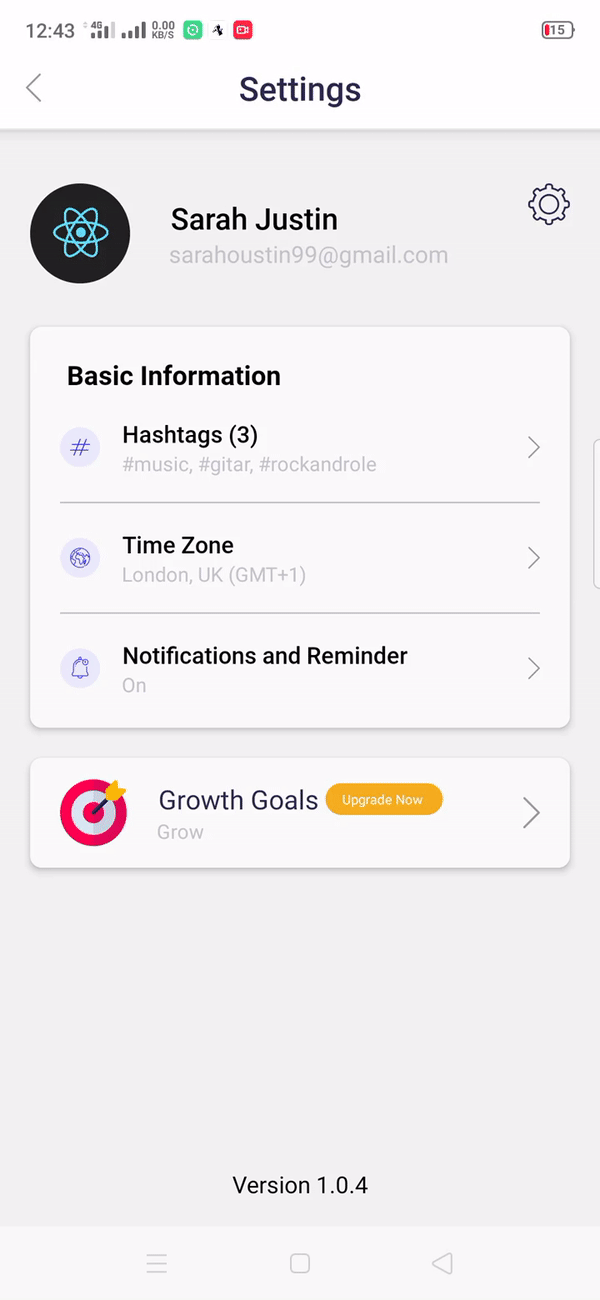 12:43 4G 0.00 KB/S 15
Settings
Sarah Justin
sarahoustin99@gmail.com
Basic Information
Hashtags (3)
#music, #gitar, #rockandrole
Time Zone
London, UK (GMT+1)
Notifications and Reminder
On
Growth Goals Upgrade Now
Grow
Version 1.0.4